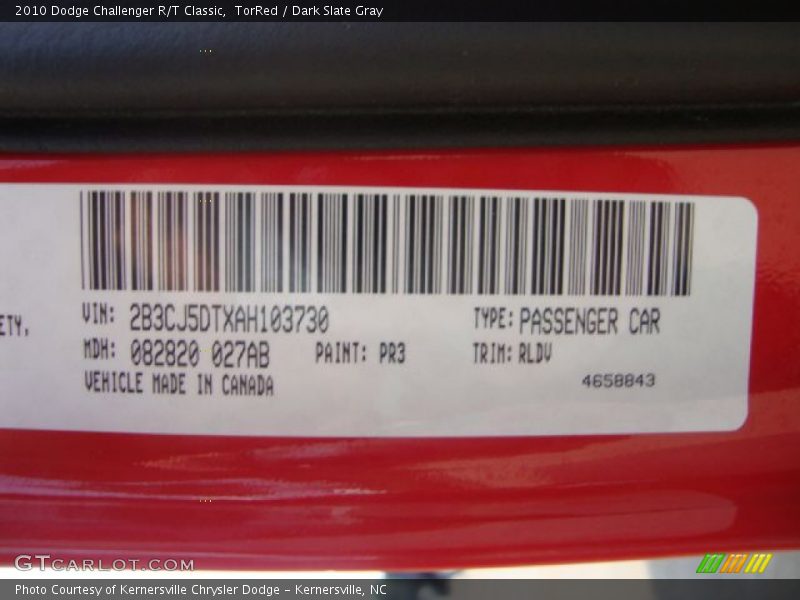 2010 Dodge Challenger R/T Classic, TorRed / Dark Slate Gray
ETY,
VIN: 2B3CJ5DTXAH103730 TYPE: PASSENGER CAR
MDH: 082820 027AB PAINT: PR3 TRIM: RLDV
VEHICLE MADE IN CANADA 4658843
GTCARLOT.COM
Photo Courtesy of Kernersville Chrysler Dodge – Kernersville, NC